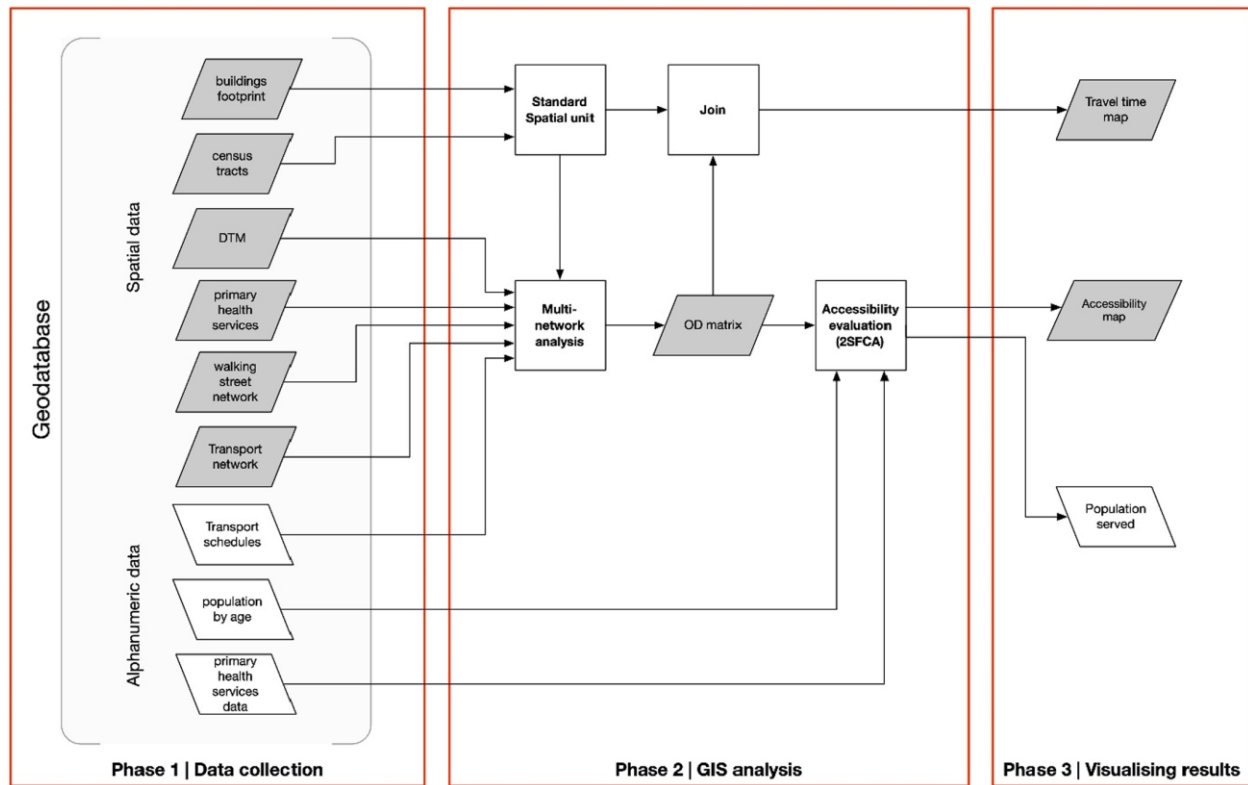 Geodatabase
Spatial data
Alphanumeric data
buildings
footprint
census
tracts
DTM
primary
health
services
walking
street
network
Transport
network
Transport
schedules
population
by age
primary
health
services
data
Phase 1 | Data collection
Standard
Spatial unit
Join
Multi-
network
analysis
OD matrix
Accessibility
evaluation
(2SFCA)
Phase 2 | GIS analysis
Travel time
map
Accessibility
map
Population
served
Phase 3 | Visualising results